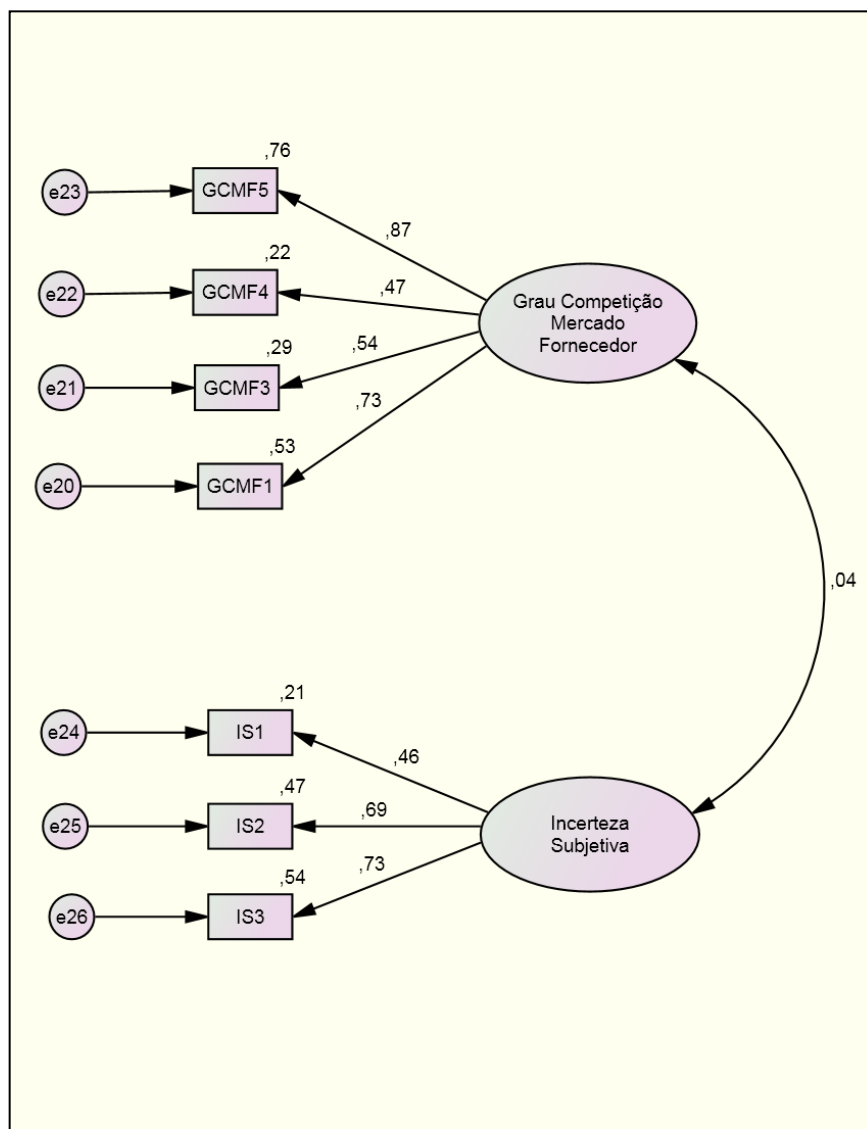 ,76
e23
GCMF5
,87
,22
e22
GCMF4
,47
Grau Competição
Mercado
Fornecedor
,29
e21
GCMF3
,54
,73
,53
e20
GCMF1
,04
,21
e24
IS1
,46
,47
e25
IS2
,69
Incerteza
Subjetiva
,73
,54
e26
IS3